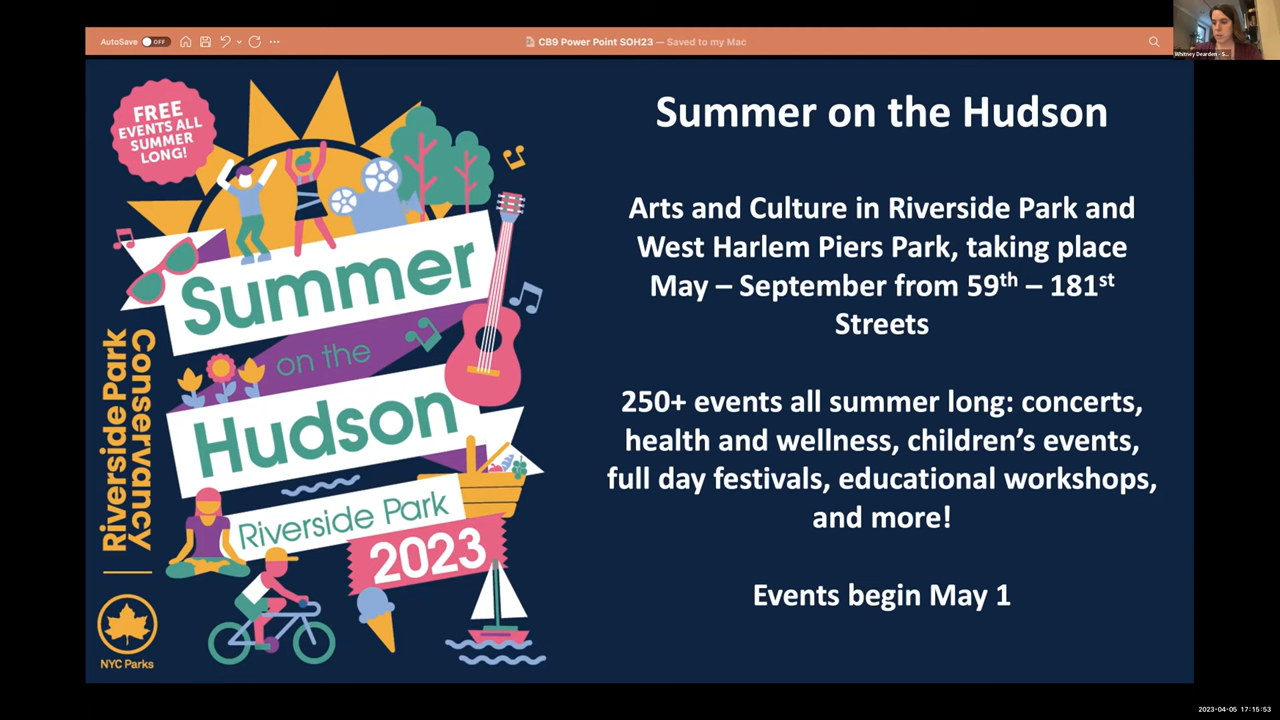 AutoSave OFF
CB9 Power Point SOH23 — Saved to my Mac
Whitney Dearden - S...
FREE
EVENTS ALL
SUMMER
LONG!
Summer
on the
Hudson
Riverside Park
2023
Riverside Park
Conservancy
NYC Parks
Summer on the Hudson
Arts and Culture in Riverside Park and
West Harlem Piers Park, taking place
May – September from 59th – 181st
Streets
250+ events all summer long: concerts,
health and wellness, children’s events,
full day festivals, educational workshops,
and more!
Events begin May 1
2023-04-05 17:15:53